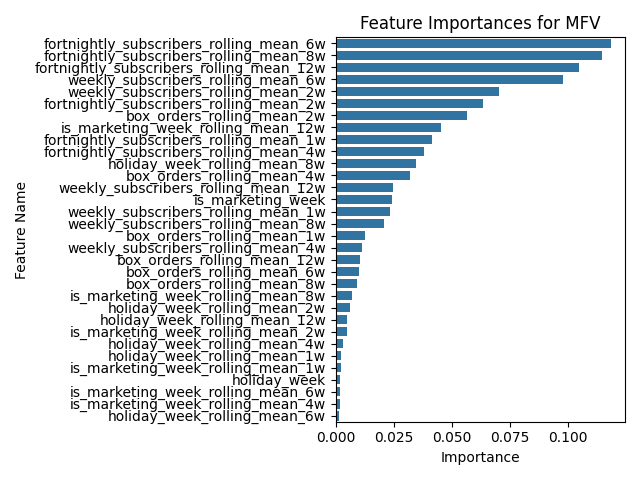 Feature Importances for MFV
fortnightly_subscribers_rolling_mean_6w
fortnightly_subscribers_rolling_mean_8w
fortnightly_subscribers_rolling_mean_12w
weekly_subscribers_rolling_mean_6w
weekly_subscribers_rolling_mean_2w
fortnightly_subscribers_rolling_mean_2w
box_orders_rolling_mean_2w
is_marketing_week_rolling_mean_12w
fortnightly_subscribers_rolling_mean_1w
fortnightly_subscribers_rolling_mean_4w
holiday_week_rolling_mean_8w
box_orders_rolling_mean_4w
weekly_subscribers_rolling_mean_12w
is_marketing_week
weekly_subscribers_rolling_mean_1w
weekly_subscribers_rolling_mean_8w
box_orders_rolling_mean_1w
weekly_subscribers_rolling_mean_4w
box_orders_rolling_mean_12w
box_orders_rolling_mean_6w
box_orders_rolling_mean_8w
is_marketing_week_rolling_mean_8w
holiday_week_rolling_mean_2w
holiday_week_rolling_mean_12w
is_marketing_week_rolling_mean_2w
holiday_week_rolling_mean_4w
holiday_week_rolling_mean_1w
is_marketing_week_rolling_mean_1w
holiday_week
is_marketing_week_rolling_mean_6w
is_marketing_week_rolling_mean_4w
holiday_week_rolling_mean_6w
Feature Name
0.000 0.025 0.050 0.075 0.100
Importance